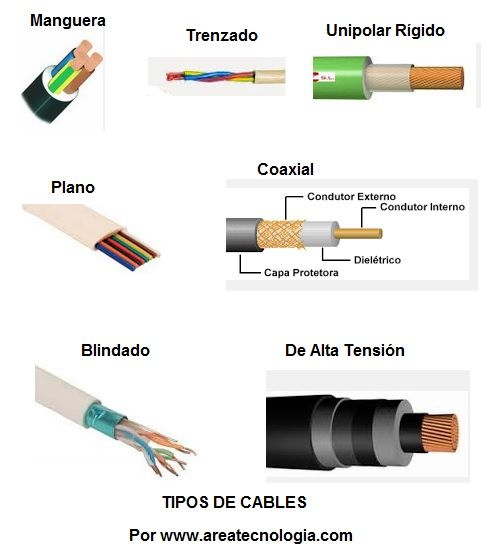 Manguera
Trenzado
Unipolar Rígido
S.L.
Plano
Coaxial
Condutor Externo
Condutor Interno
Dielétrico
Capa Protetora
Blindado
De Alta Tensión
TIPOS DE CABLES
Por www.areatecnologia.com